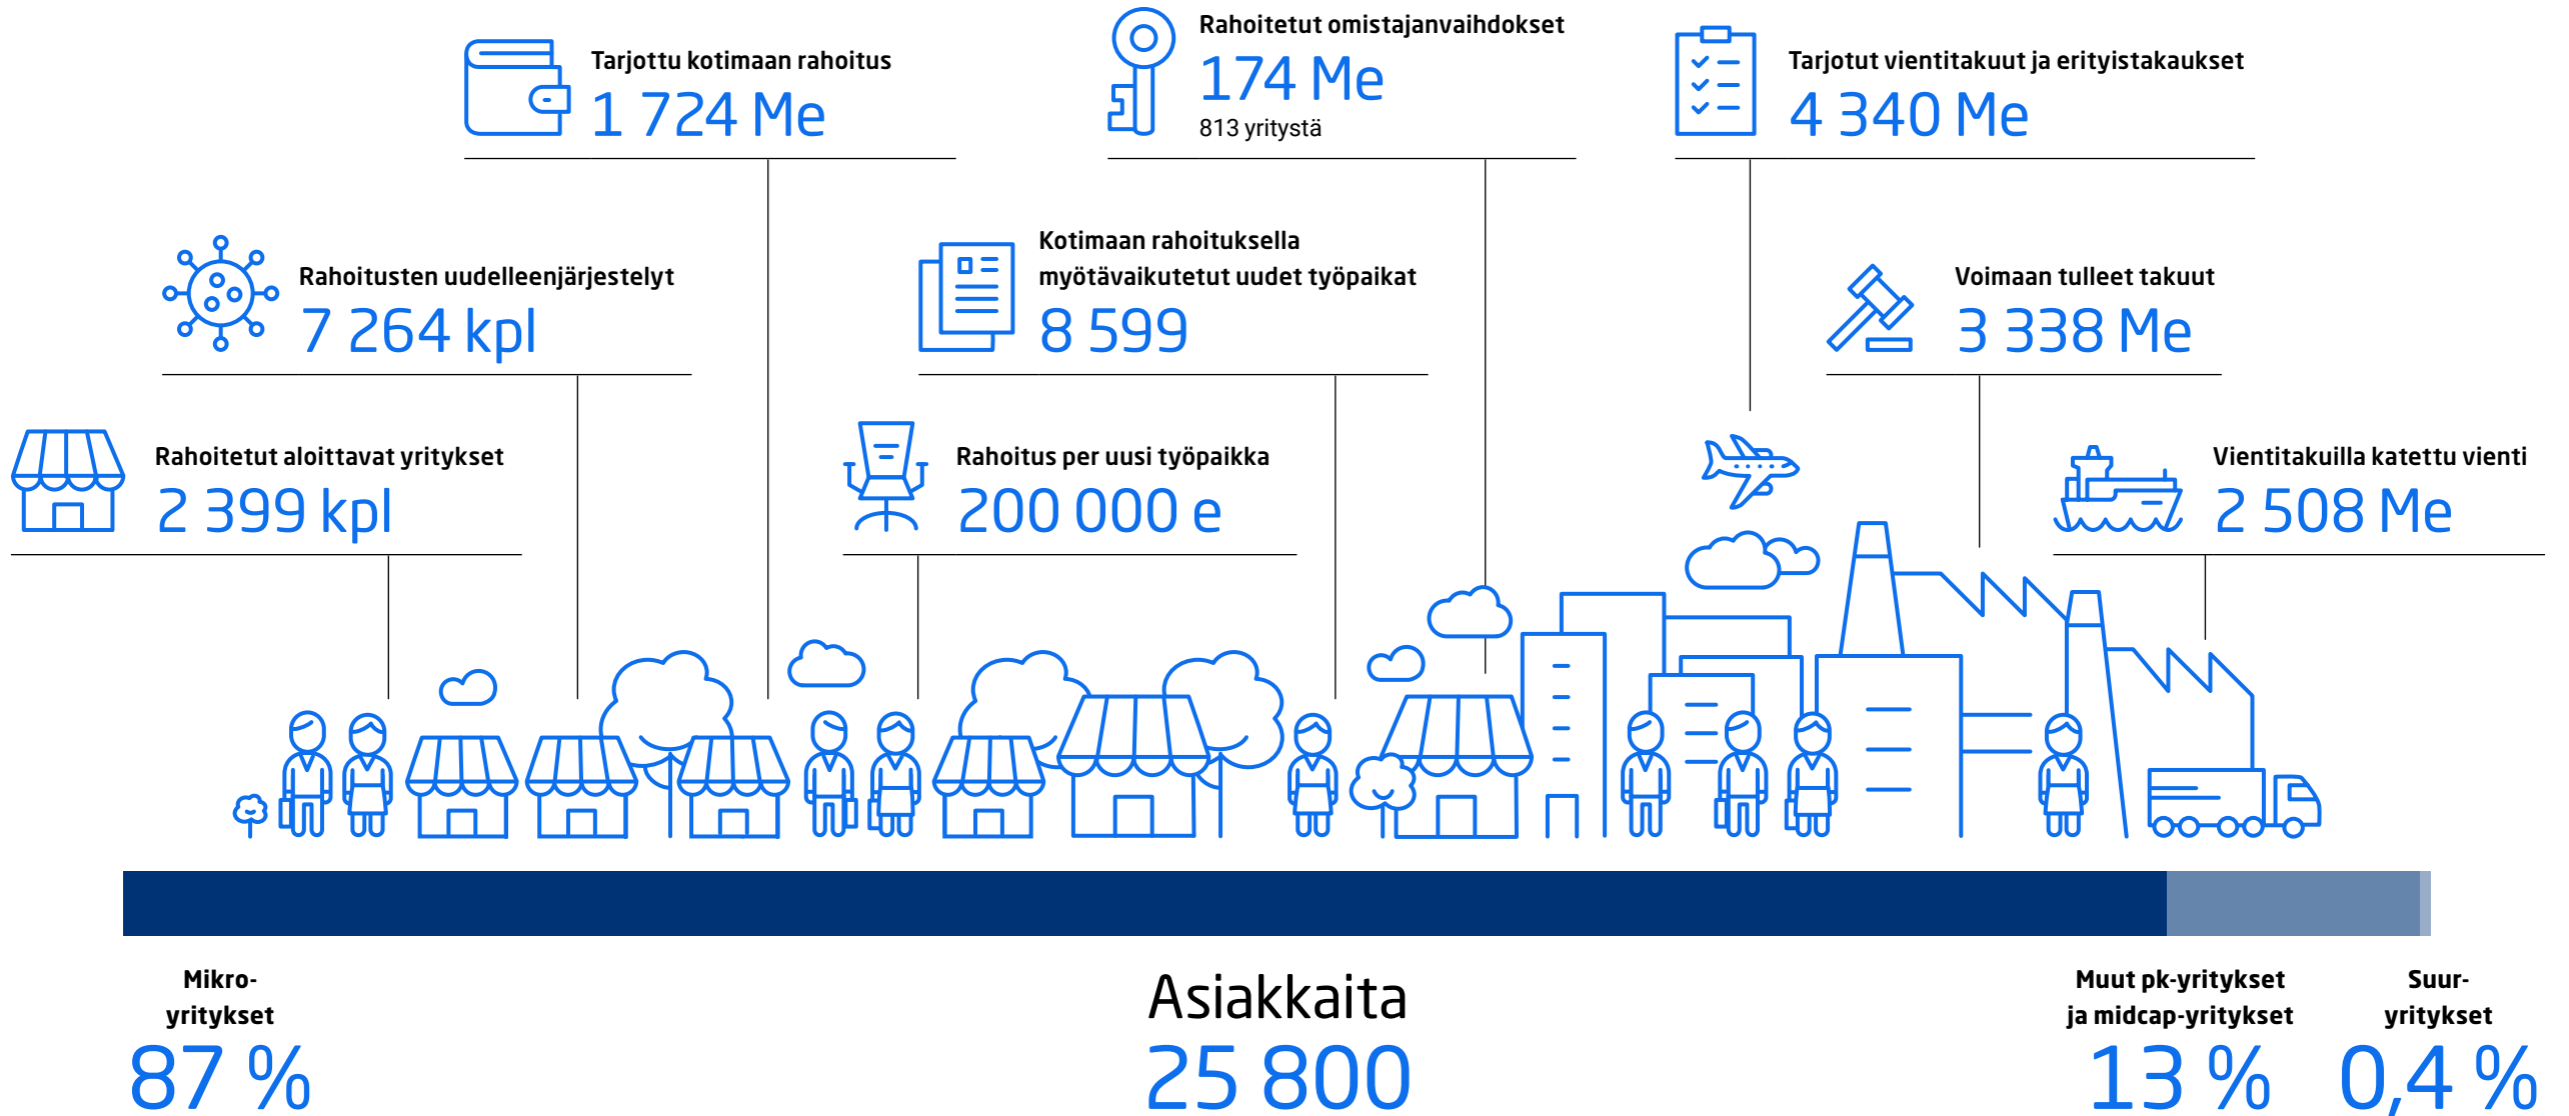 Rahoitetut omistajanvaihdokset
174 Me
813 yritystä
Tarjottu kotimaan rahoitus
1 724 Me
Tarjotut vientitakuut ja erityistakaukset
4 340 Me
Kotimaan rahoituksella
myötävaikutetut uudet työpaikat
8 599
Rahoitusten uudelleenjärjestelyt
7 264 kpl
Voimaan tulleet takuut
3 338 Me
Rahoitetut aloittavat yritykset
2 399 kpl
Rahoitus per uusi työpaikka
200 000 e
Vientitakuilla katettu vienti
2 508 Me
Mikro-
yritykset
87 %
Asiakkaita
25 800
Muut pk-yritykset
ja midcap-yritykset
13 %
Suur-
yritykset
0,4 %